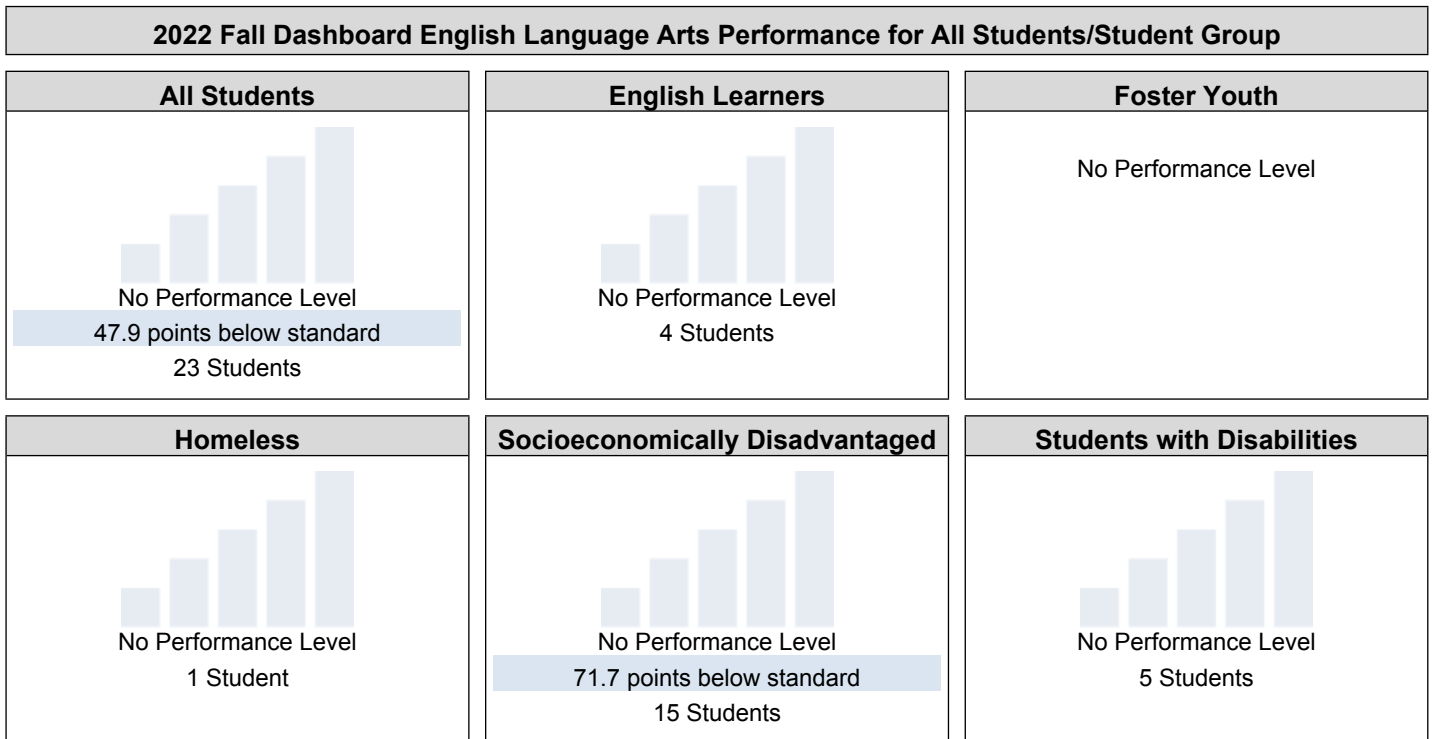 2022 Fall Dashboard English Language Arts Performance for All Students/Student Group
All Students
No Performance Level
47.9 points below standard
23 Students
English Learners
No Performance Level
4 Students
Foster Youth
No Performance Level
Homeless
No Performance Level
1 Student
Socioeconomically Disadvantaged
No Performance Level
71.7 points below standard
15 Students
Students with Disabilities
No Performance Level
5 Students